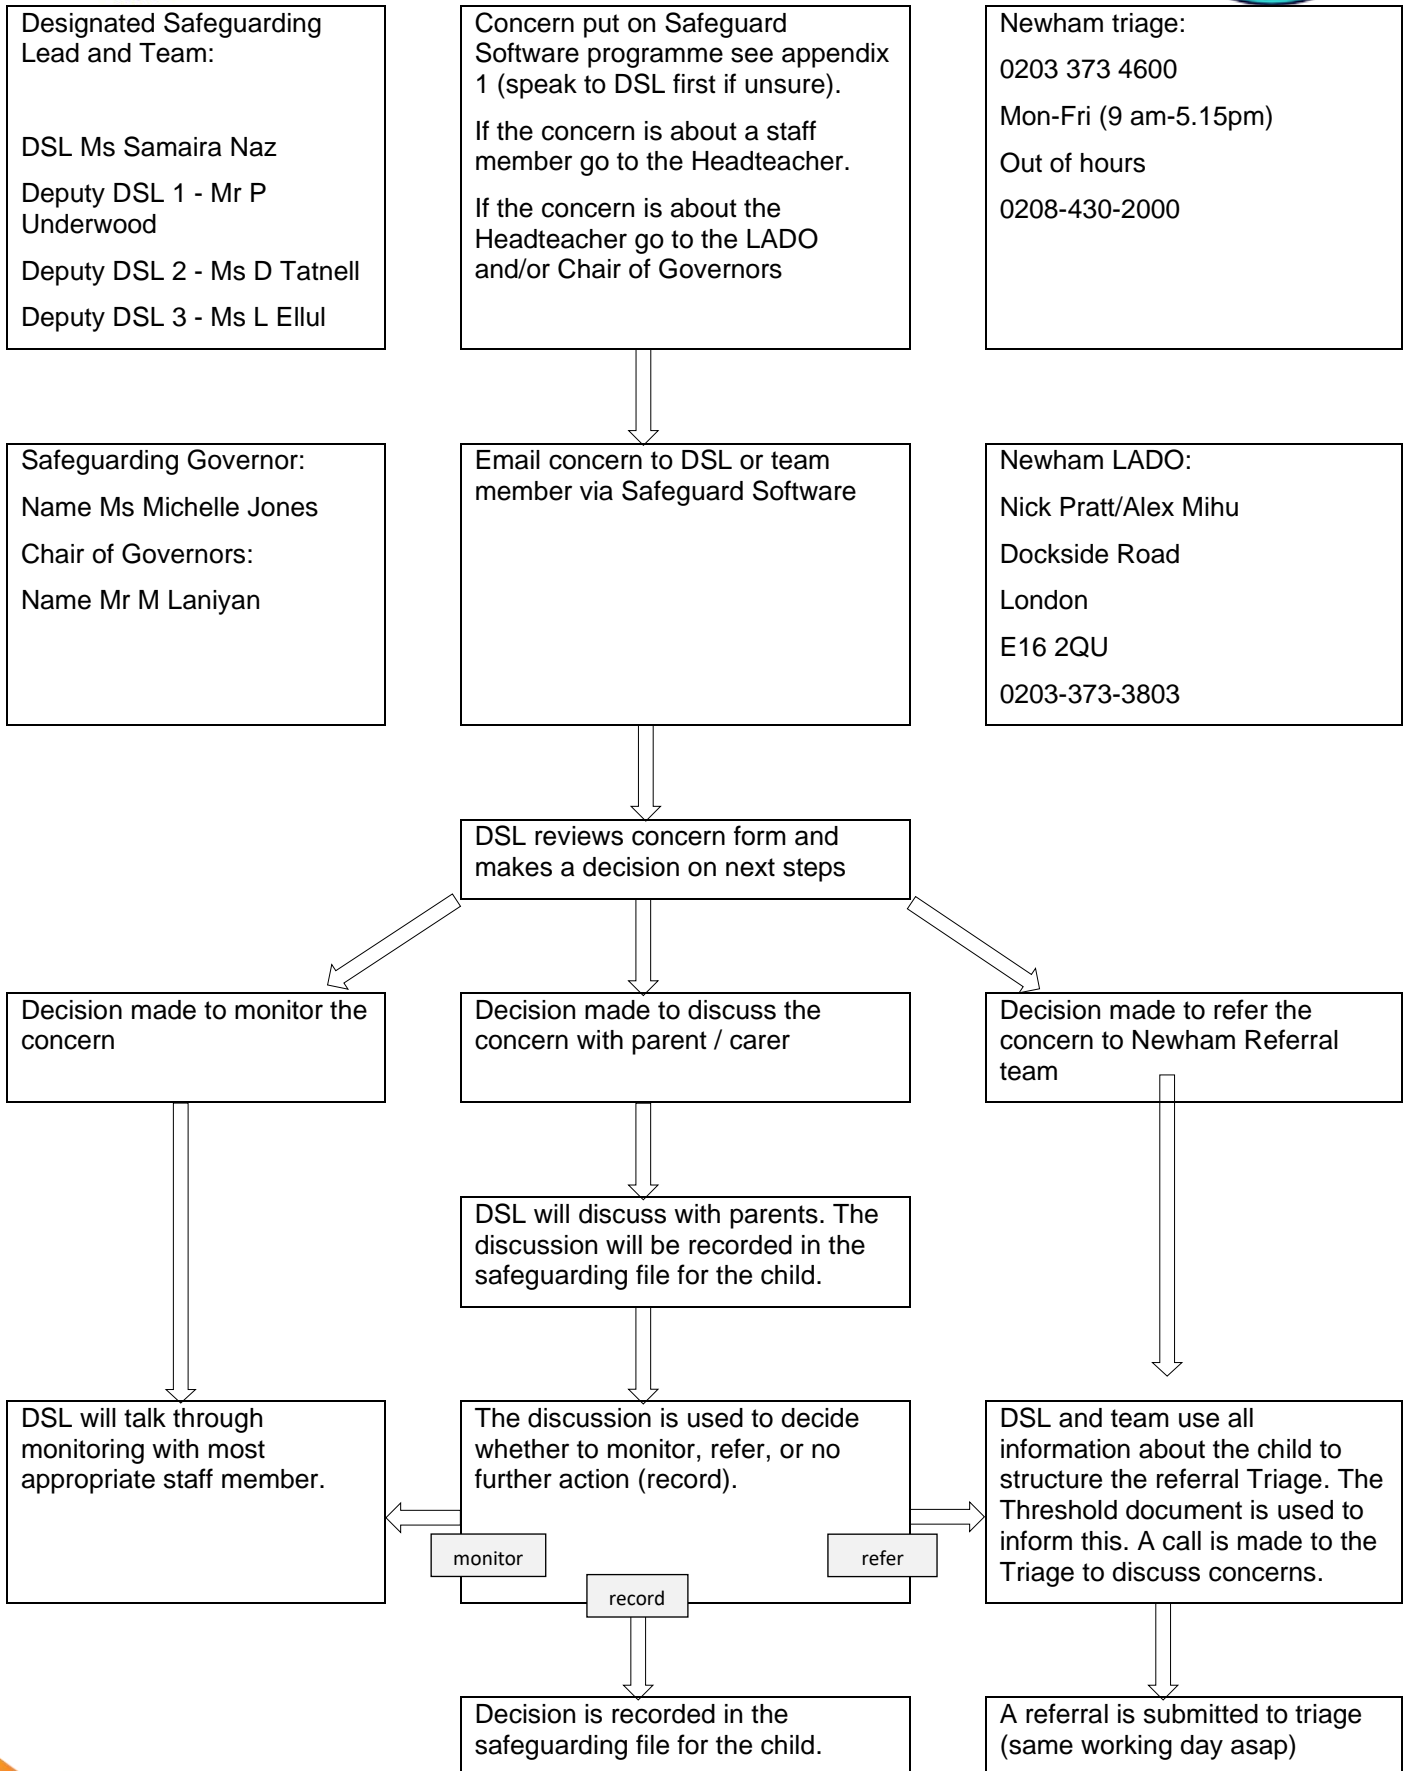 Designated Safeguarding
Lead and Team:
DSL Ms Samaira Naz
Deputy DSL 1 - Mr P
Underwood
Deputy DSL 2 - Ms D Tatnell
Deputy DSL 3 - Ms L Ellul
Concern put on Safeguard
Software programme see appendix
1 (speak to DSL first if unsure).
If the concern is about a staff
member go to the Headteacher.
If the concern is about the
Headteacher go to the LADO
and/or Chair of Governors
Newham triage:
0203 373 4600
Mon-Fri (9 am-5.15pm)
Out of hours
0208-430-2000
Safeguarding Governor:
Name Ms Michelle Jones
Chair of Governors:
Name Mr M Laniyan
Email concern to DSL or team
member via Safeguard Software
Newham LADO:
Nick Pratt/Alex Mihu
Dockside Road
London
E16 2QU
0203-373-3803
DSL reviews concern form and
makes a decision on next steps
Decision made to monitor the
concern
Decision made to discuss the
concern with parent / carer
Decision made to refer the
concern to Newham Referral
team
DSL will discuss with parents. The
discussion will be recorded in the
safeguarding file for the child.
DSL will talk through
monitoring with most
appropriate staff member.
The discussion is used to decide
whether to monitor, refer, or no
further action (record).
monitor
refer
record
DSL and team use all
information about the child to
structure the referral Triage. The
Threshold document is used to
inform this. A call is made to the
Triage to discuss concerns.
Decision is recorded in the
safeguarding file for the child.
A referral is submitted to triage
(same working day asap)